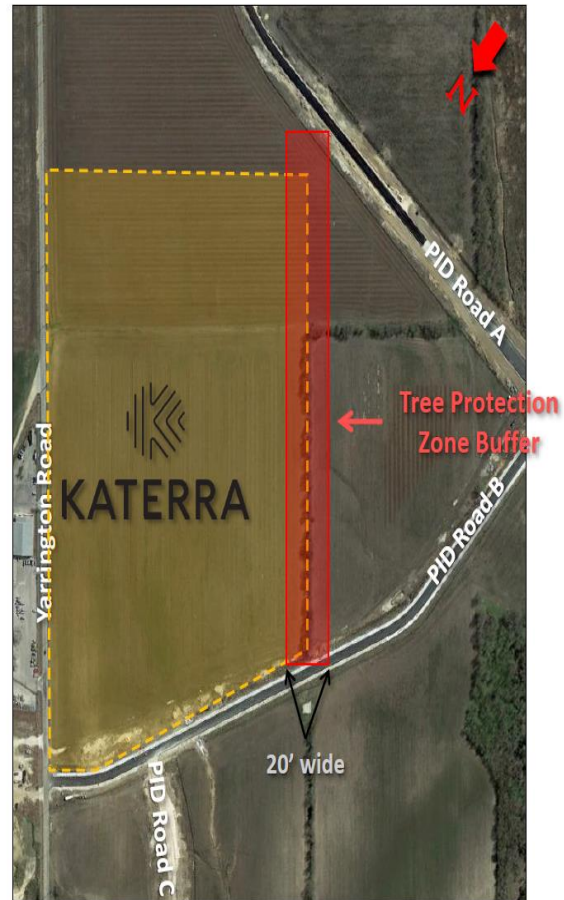 N
PID Road A
Tree Protection
Zone Buffer
KATERRA
Yarrington Road
PID Road B
20' wide
PID Road C